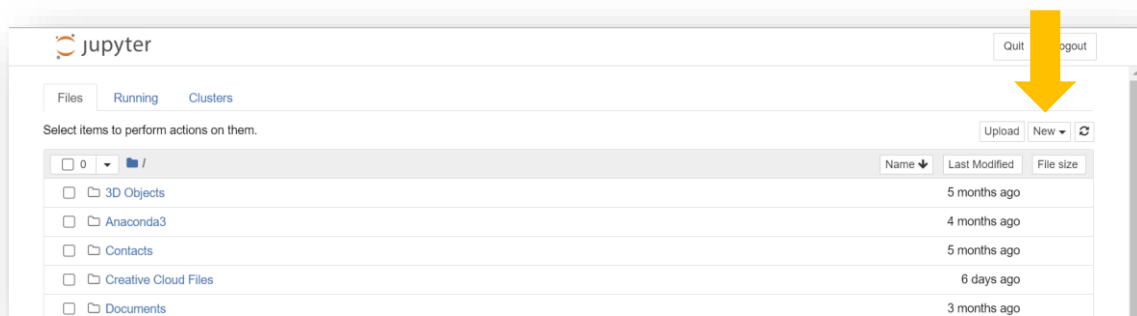 jupyter
Quit ogout
Files Running Clusters
Select items to perform actions on them.
Upload New
0 / Name Last Modified File size
3D Objects 5 months ago
Anaconda3 4 months ago
Contacts 5 months ago
Creative Cloud Files 6 days ago
Documents 3 months ago